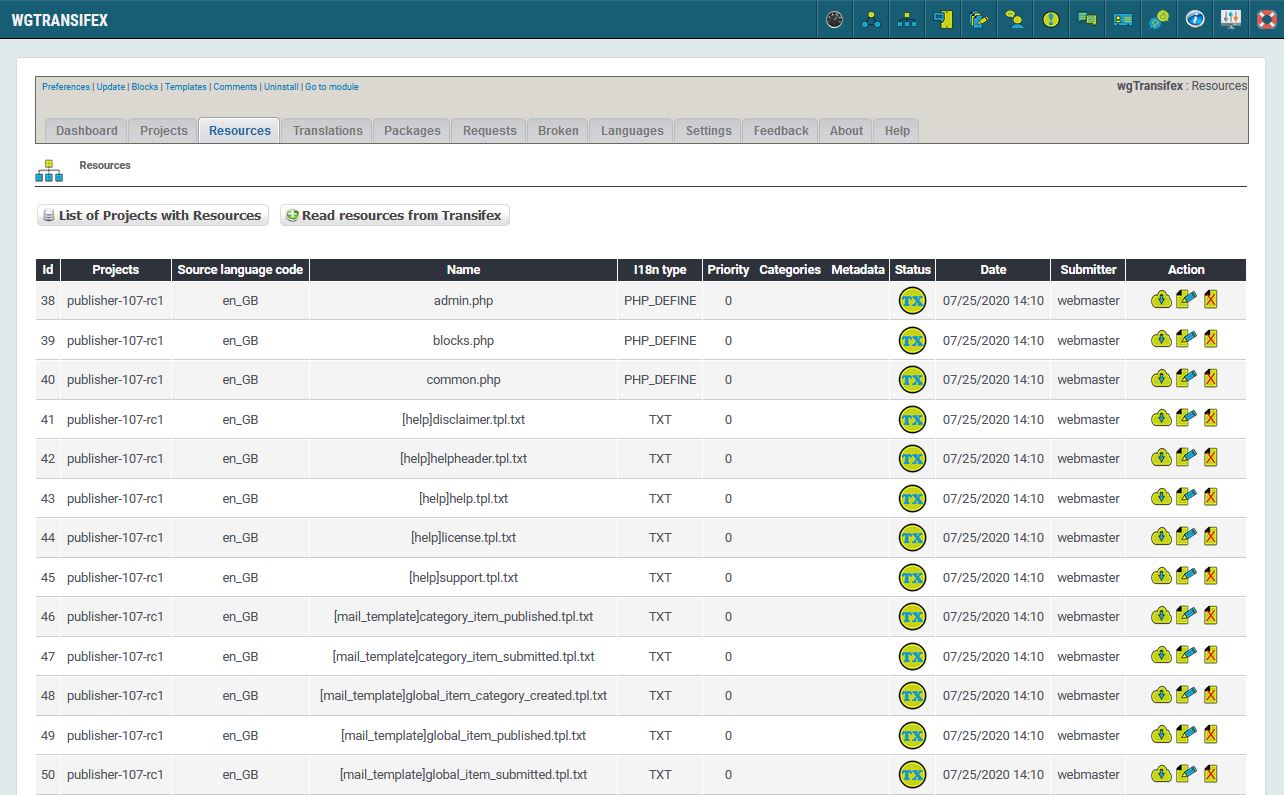 WGTRANSIFEX
Preferences | Update | Blocks | Templates | Comments | Uninstall | Go to module
wgTransifex : Resources
Dashboard Projects Resources Translations Packages Requests Broken Languages Settings Feedback About Help
Resources
List of Projects with Resources Read resources from Transifex
Id Projects Source language code Name I18n type Priority Categories Metadata Status Date Submitter Action
38 publisher-107-rc1 en_GB admin.php PHP_DEFINE 0 TX 07/25/2020 14:10 webmaster
39 publisher-107-rc1 en_GB blocks.php PHP_DEFINE 0 TX 07/25/2020 14:10 webmaster
40 publisher-107-rc1 en_GB common.php PHP_DEFINE 0 TX 07/25/2020 14:10 webmaster
41 publisher-107-rc1 en_GB [help]disclaimer.tpl.txt TXT 0 TX 07/25/2020 14:10 webmaster
42 publisher-107-rc1 en_GB [help]helpheader.tpl.txt TXT 0 TX 07/25/2020 14:10 webmaster
43 publisher-107-rc1 en_GB [help]help.tpl.txt TXT 0 TX 07/25/2020 14:10 webmaster
44 publisher-107-rc1 en_GB [help]license.tpl.txt TXT 0 TX 07/25/2020 14:10 webmaster
45 publisher-107-rc1 en_GB [help]support.tpl.txt TXT 0 TX 07/25/2020 14:10 webmaster
46 publisher-107-rc1 en_GB [mail_template]category_item_published.tpl.txt TXT 0 TX 07/25/2020 14:10 webmaster
47 publisher-107-rc1 en_GB [mail_template]category_item_submitted.tpl.txt TXT 0 TX 07/25/2020 14:10 webmaster
48 publisher-107-rc1 en_GB [mail_template]global_item_category_created.tpl.txt TXT 0 TX 07/25/2020 14:10 webmaster
49 publisher-107-rc1 en_GB [mail_template]global_item_published.tpl.txt TXT 0 TX 07/25/2020 14:10 webmaster
50 publisher-107-rc1 en_GB [mail_template]global_item_submitted.tpl.txt TXT 0 TX 07/25/2020 14:10 webmaster